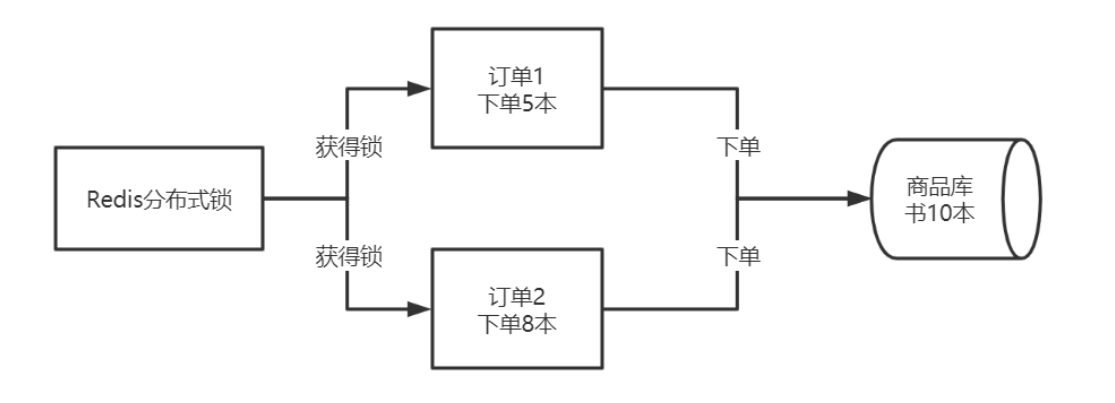 Redis分布式锁
获得锁
获得锁
订单1
下单5本
订单2
下单8本
下单
下单
商品库
书10本